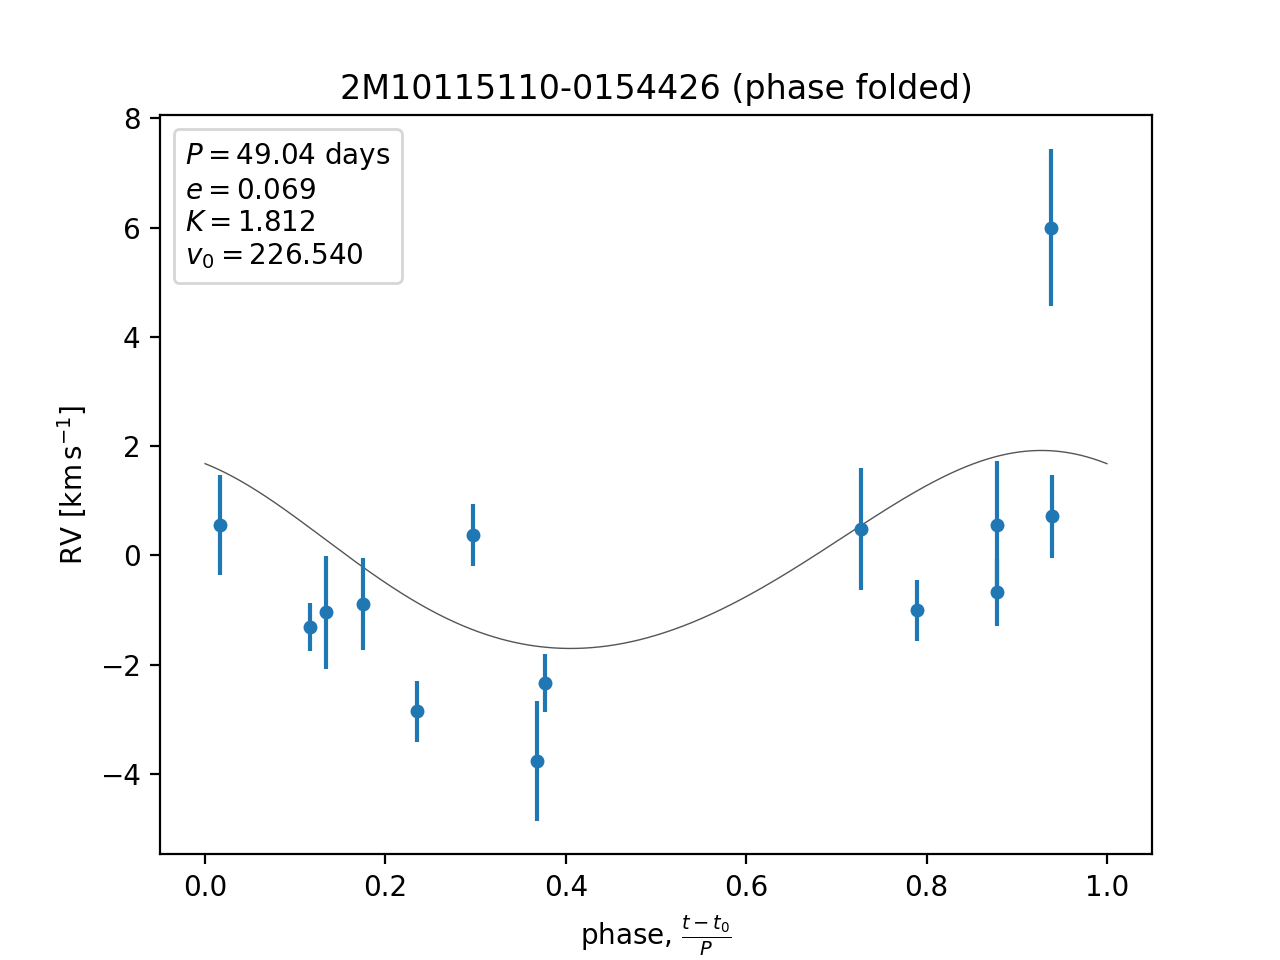 2M10115110-0154426 (phase folded)
P = 49.04 days
e = 0.069
K = 1.812
v₀ = 226.540
8
6
4
2
0
−2
−4
RV [km s⁻¹]
0.0 0.2 0.4 0.6 0.8 1.0
phase, (t − t₀)/P